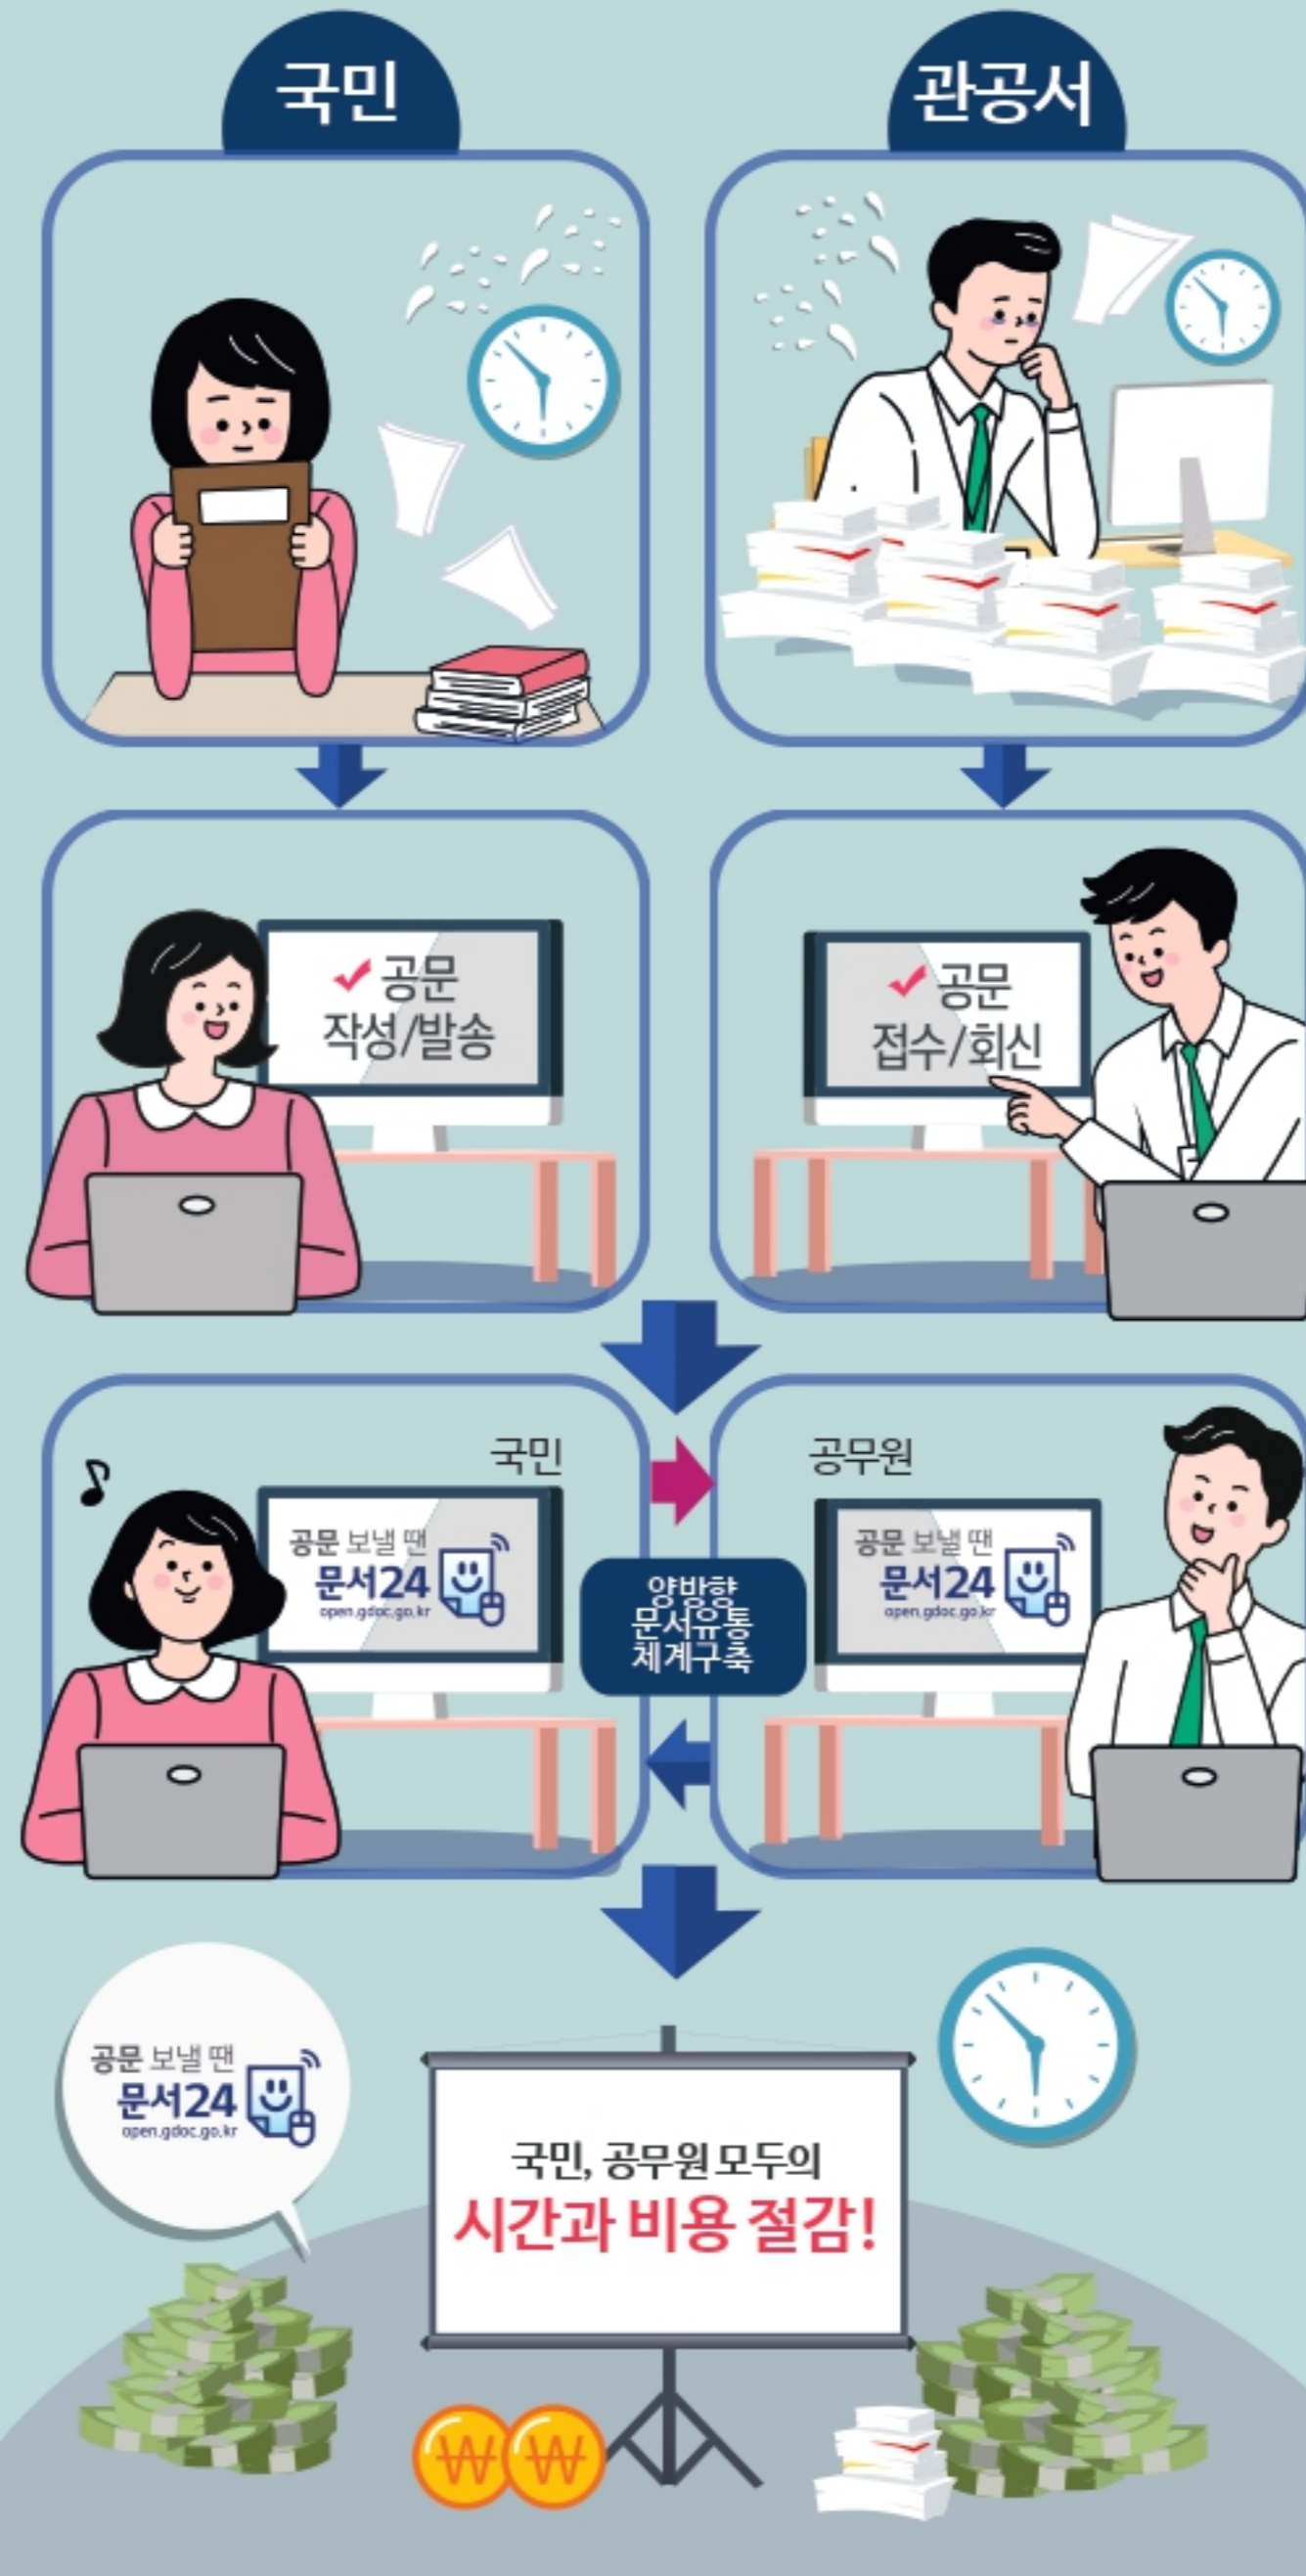 국민
관공서
공문
작성/발송
공문
접수/회신
국민
공무원
공문 보낼 땐
문서24
open.gdoc.go.kr
양방향
문서유통
체계구축
공문 보낼 땐
문서24
open.gdoc.go.kr
공문 보낼 땐
문서24
open.gdoc.go.kr
국민, 공무원 모두의
시간과 비용 절감!
₩ ₩